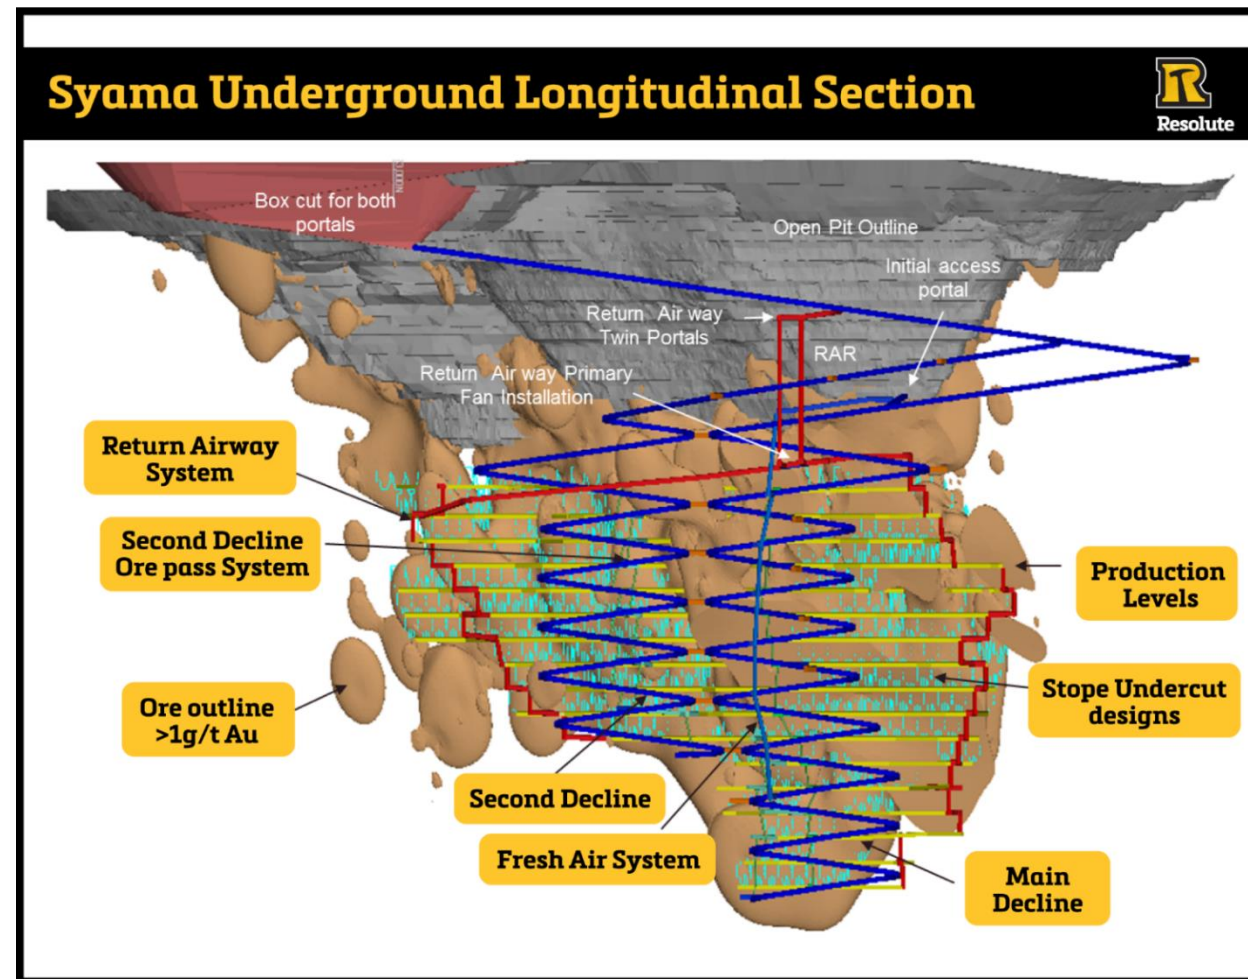 Syama Underground Longitudinal Section
Resolute
Box cut for both
portals
Open Pit Outline
Initial access
portal
Return Air way
Twin Portals
RAR
Return Air way Primary
Fan Installation
Return Airway
System
Second Decline
Ore pass System
Production
Levels
Ore outline
>1g/t Au
Stope Undercut
designs
Second Decline
Fresh Air System
Main
Decline